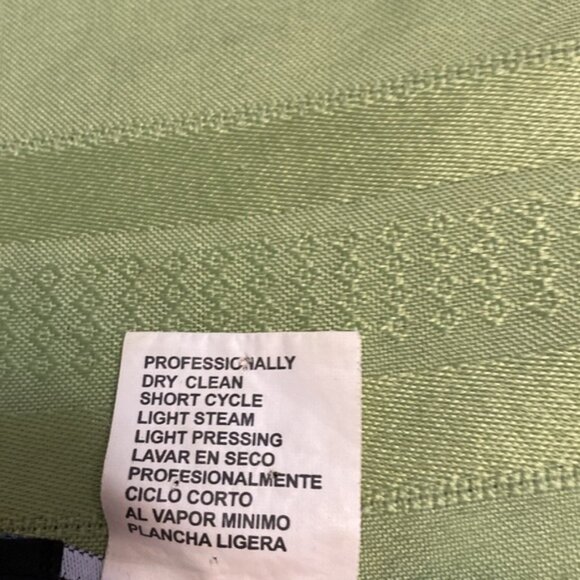 PROFESSIONALLY
DRY CLEAN
SHORT CYCLE
LIGHT STEAM
LIGHT PRESSING
LAVAR EN SECO
PROFESIONALMENTE
CICLO CORTO
AL VAPOR MINIMO
PLANCHA LIGERA